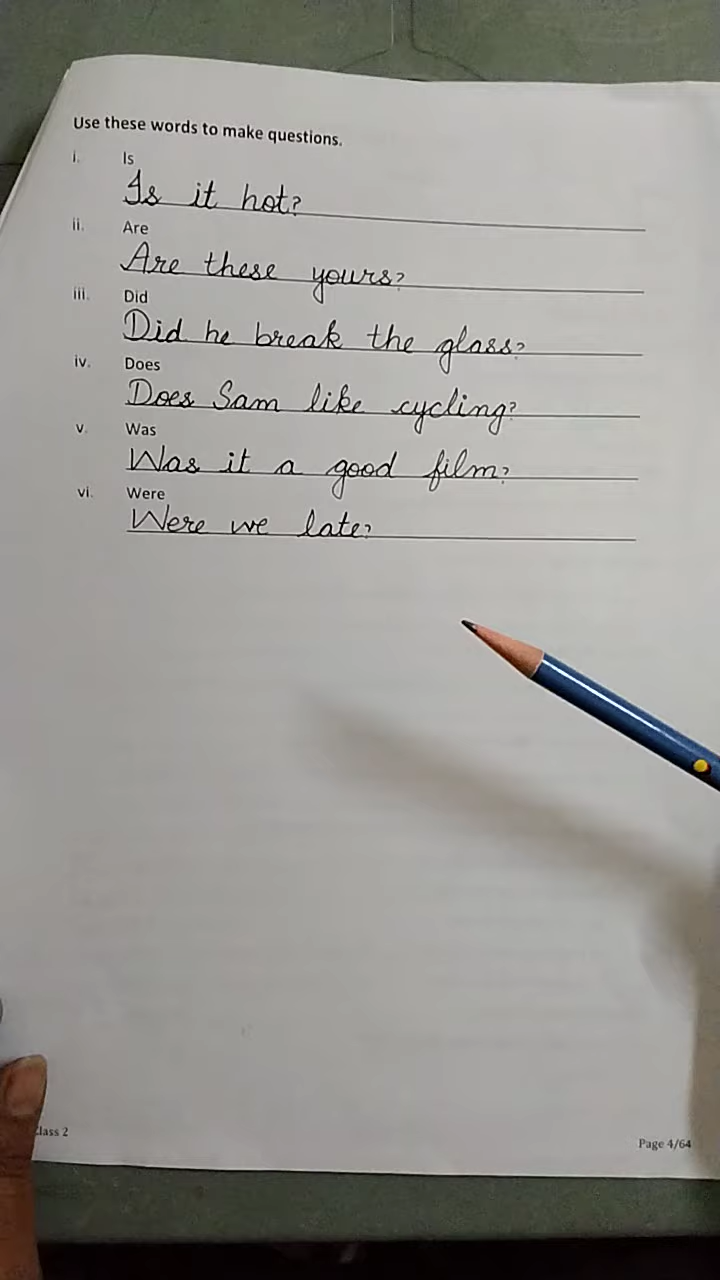 Use these words to make questions.
i. Is
Is it hot?
ii. Are
Are these yours?
iii. Did
Did he break the glass?
iv. Does
Does Sam like cycling?
v. Was
Was it a good film?
vi. Were
Were we late?
Class 2 Page 4/64